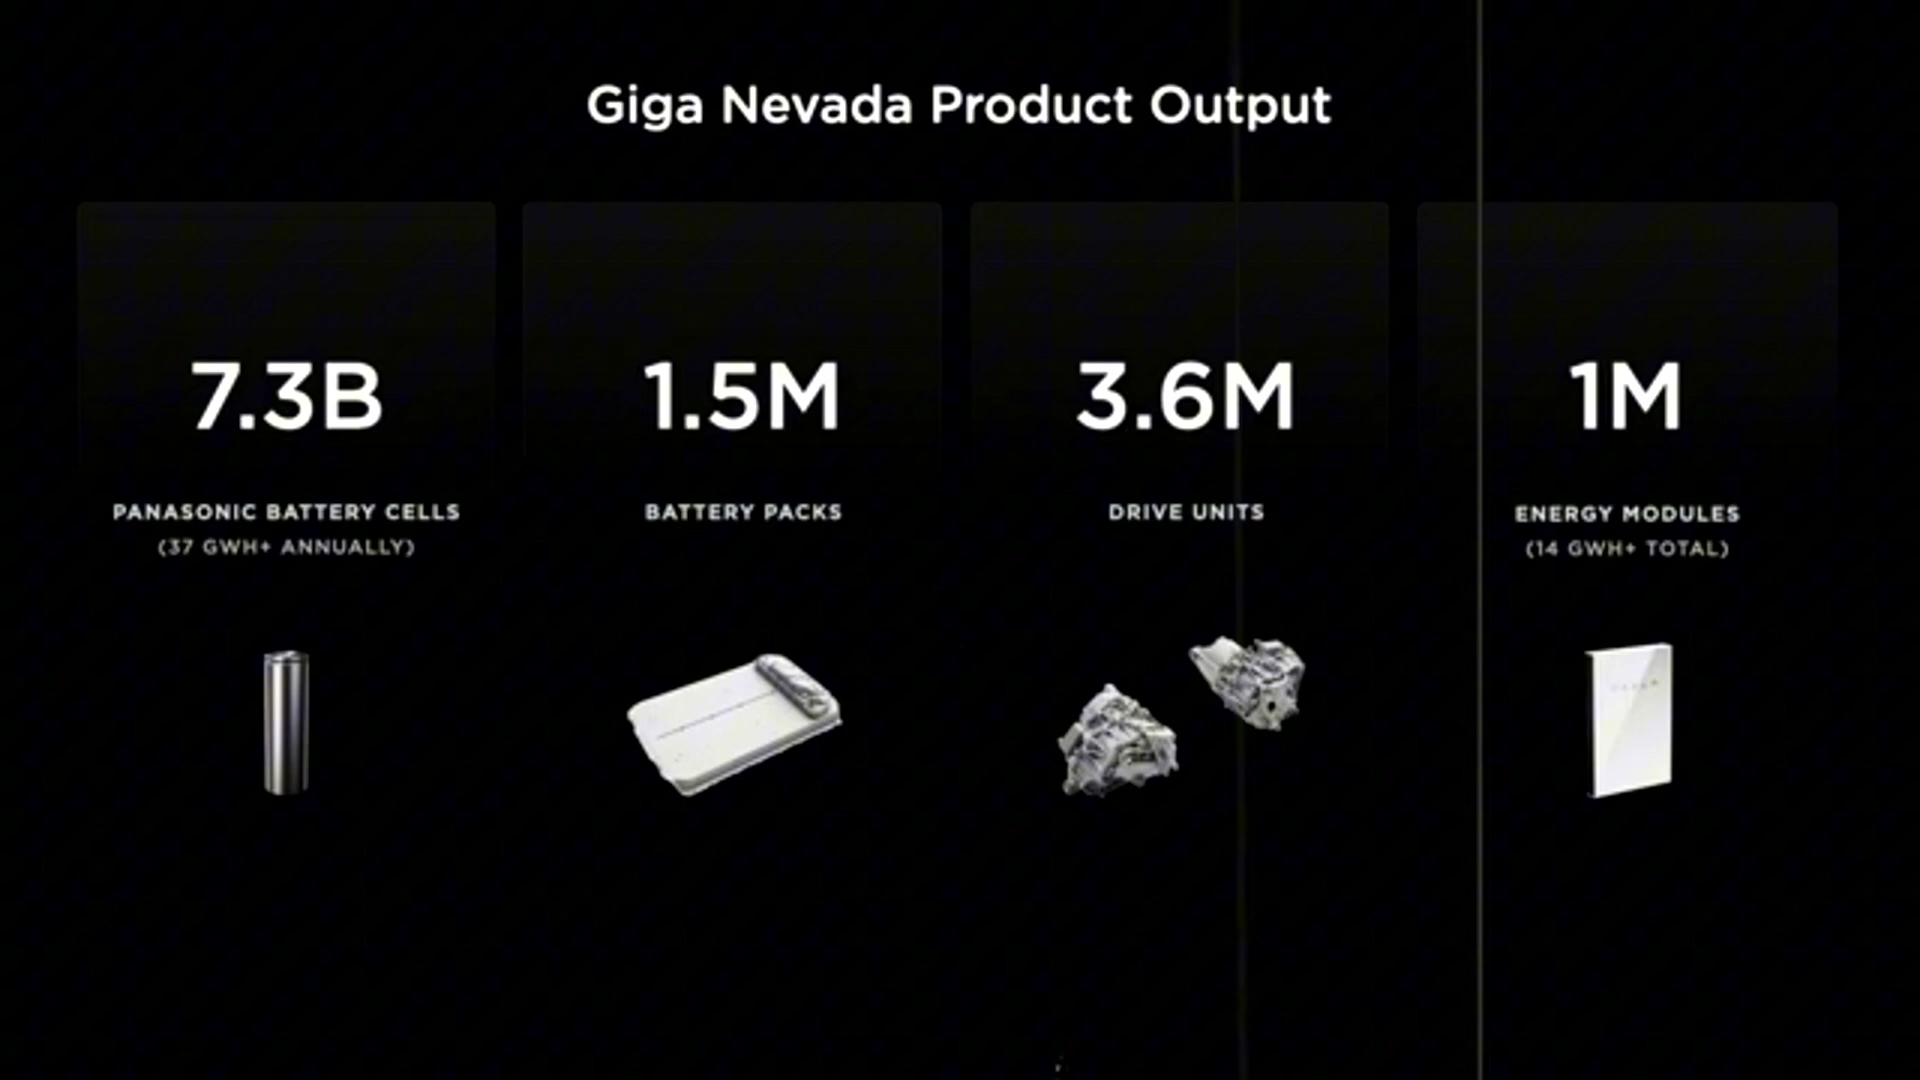 Giga Nevada Product Output
7.3B
PANASONIC BATTERY CELLS
(37 GWH+ ANNUALLY)
1.5M
BATTERY PACKS
3.6M
DRIVE UNITS
1M
ENERGY MODULES
(14 GWH+ TOTAL)